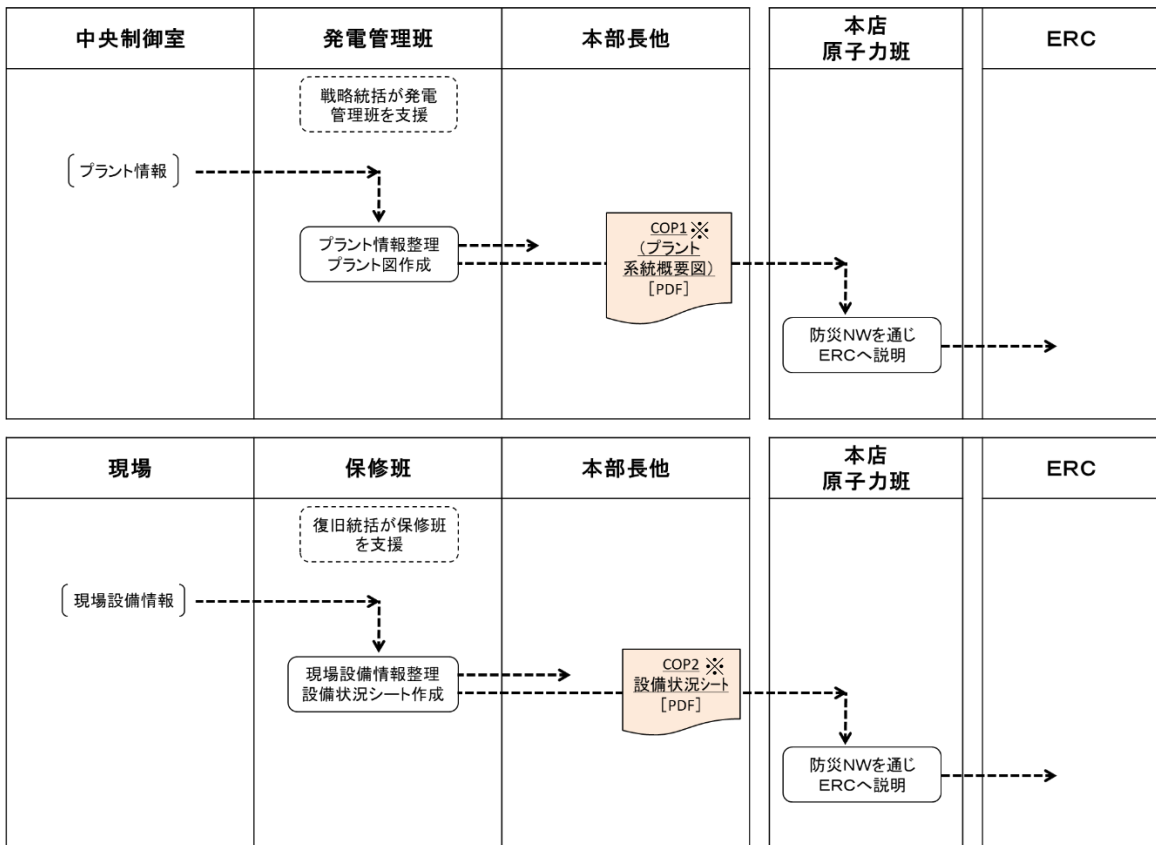 中央制御室
発電管理班
本部長他
本店
原子力班
ERC
戦略統括が発電
管理班を支援
プラント情報
プラント情報整理
プラント図作成
COP1※
(プラント
系統概要図)
[PDF]
防災NWを通じ
ERCへ説明
現場
保修班
本部長他
本店
原子力班
ERC
復旧統括が保修班
を支援
現場設備情報
現場設備情報整理
設備状況シート作成
COP2 ※
設備状況シート
[PDF]
防災NWを通じ
ERCへ説明